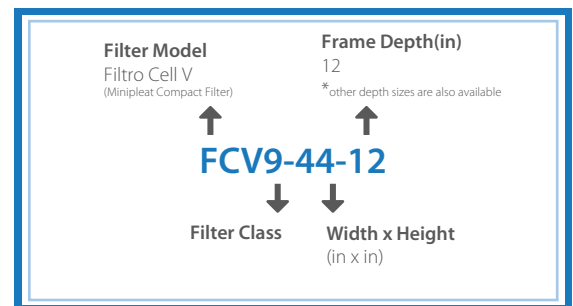 Filter Model
Filtro Cell V
(Minipleat Compact Filter)
Frame Depth(in)
12
*other depth sizes are also available
FCV9-44-12
Filter Class
Width x Height
(in x in)